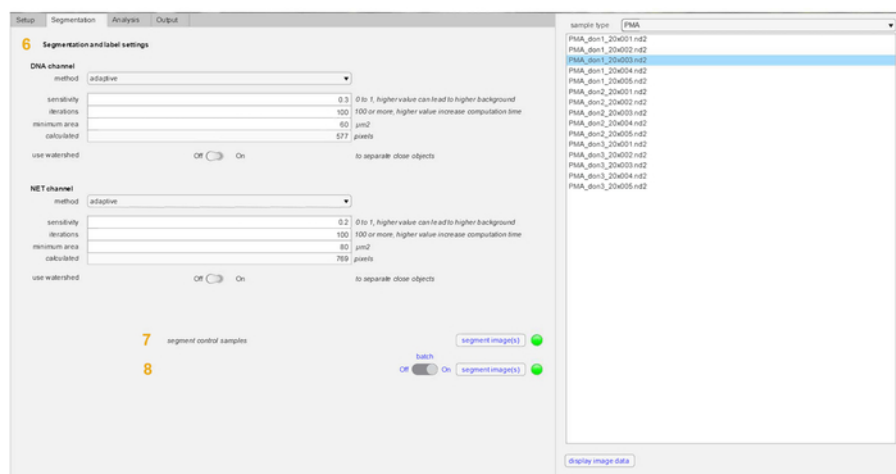 Setup Segmentation Analysis Output
6 Segmentation and label settings
DNA channel
method adaptive
sensitivity 0.3 0 to 1, higher value can lead to higher background
iterations 100 100 or more, higher value increase computation time
minimum area 60 µm2
calculated 577 pixels
use watershed Off On to separate close objects
NET channel
method adaptive
sensitivity 0.2 0 to 1, higher value can lead to higher background
iterations 100 100 or more, higher value increase computation time
minimum area 80 µm2
calculated 769 pixels
use watershed Off On to separate close objects
7 segment control samples segment image(s)
batch
8 Off On segment image(s)
sample type PMA
PMA_don1_20x001.nd2
PMA_don1_20x002.nd2
PMA_don1_20x003.nd2
PMA_don1_20x004.nd2
PMA_don1_20x005.nd2
PMA_don2_20x001.nd2
PMA_don2_20x002.nd2
PMA_don2_20x003.nd2
PMA_don2_20x004.nd2
PMA_don2_20x005.nd2
PMA_don3_20x001.nd2
PMA_don3_20x002.nd2
PMA_don3_20x003.nd2
PMA_don3_20x004.nd2
PMA_don3_20x005.nd2
display image data